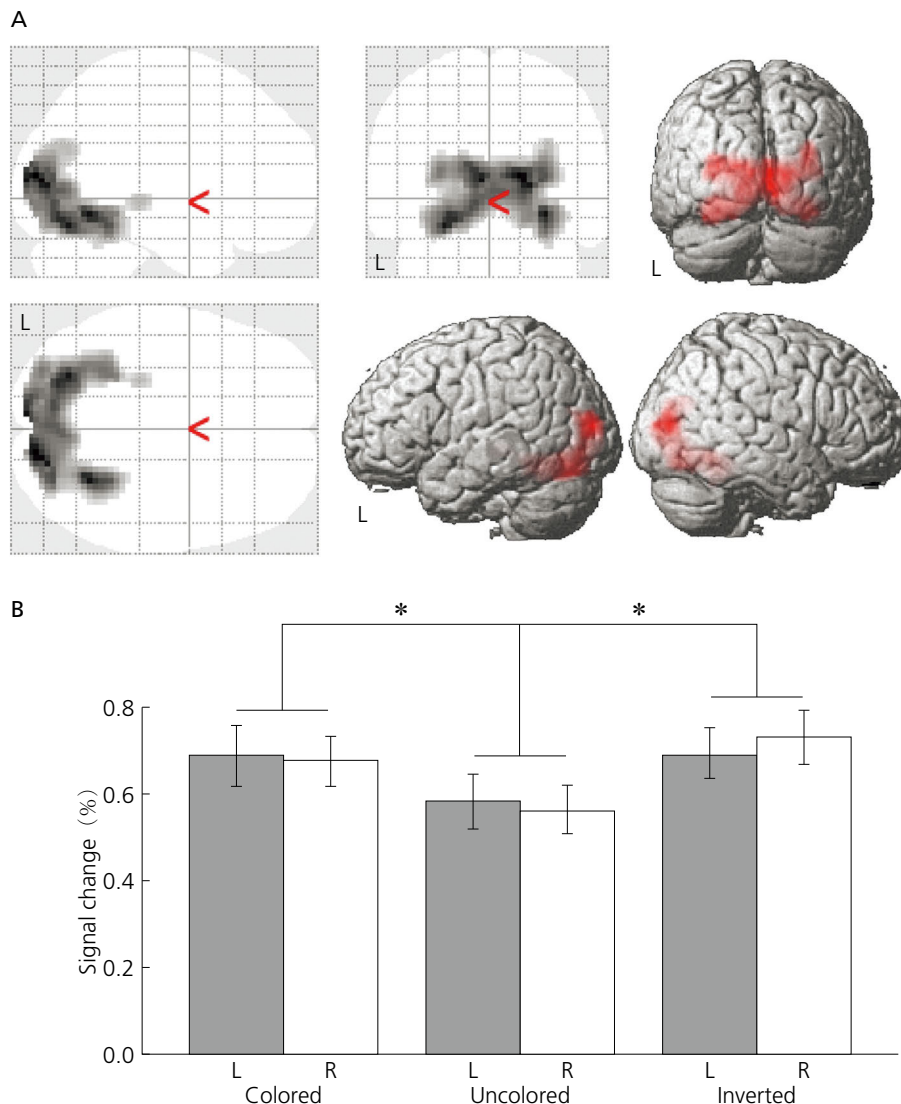 A
L
L
L
L
B
* *
Signal change (%)
0.8
0.6
0.4
0.2
0.0
L R L R L R
Colored Uncolored Inverted